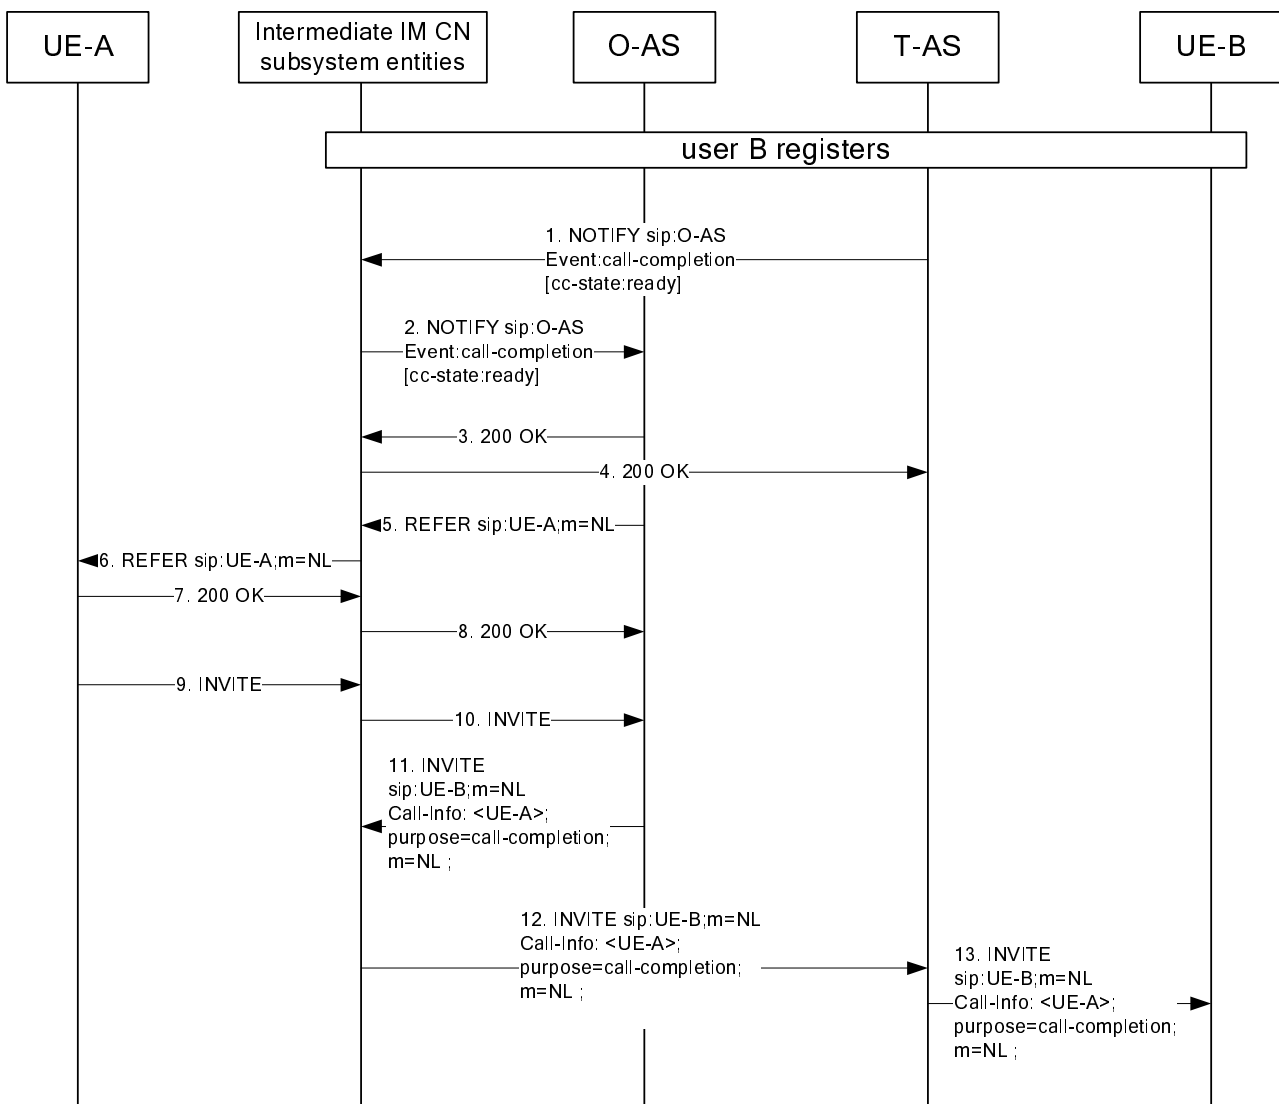 UE-A
Intermediate IM CN
subsystem entities
O-AS
T-AS
UE-B
user B registers
1. NOTIFY sip:O-AS
Event:call-completion
[cc-state:ready]
2. NOTIFY sip:O-AS
Event:call-completion
[cc-state:ready]
3. 200 OK
4. 200 OK
5. REFER sip:UE-A;m=NL
6. REFER sip:UE-A;m=NL
7. 200 OK
8. 200 OK
9. INVITE
10. INVITE
11. INVITE
sip:UE-B;m=NL
Call-Info: <UE-A>;
purpose=call-completion;
m=NL ;
12. INVITE sip:UE-B;m=NL
Call-Info: <UE-A>;
purpose=call-completion;
m=NL ;
13. INVITE
sip:UE-B;m=NL
Call-Info: <UE-A>;
purpose=call-completion;
m=NL ;